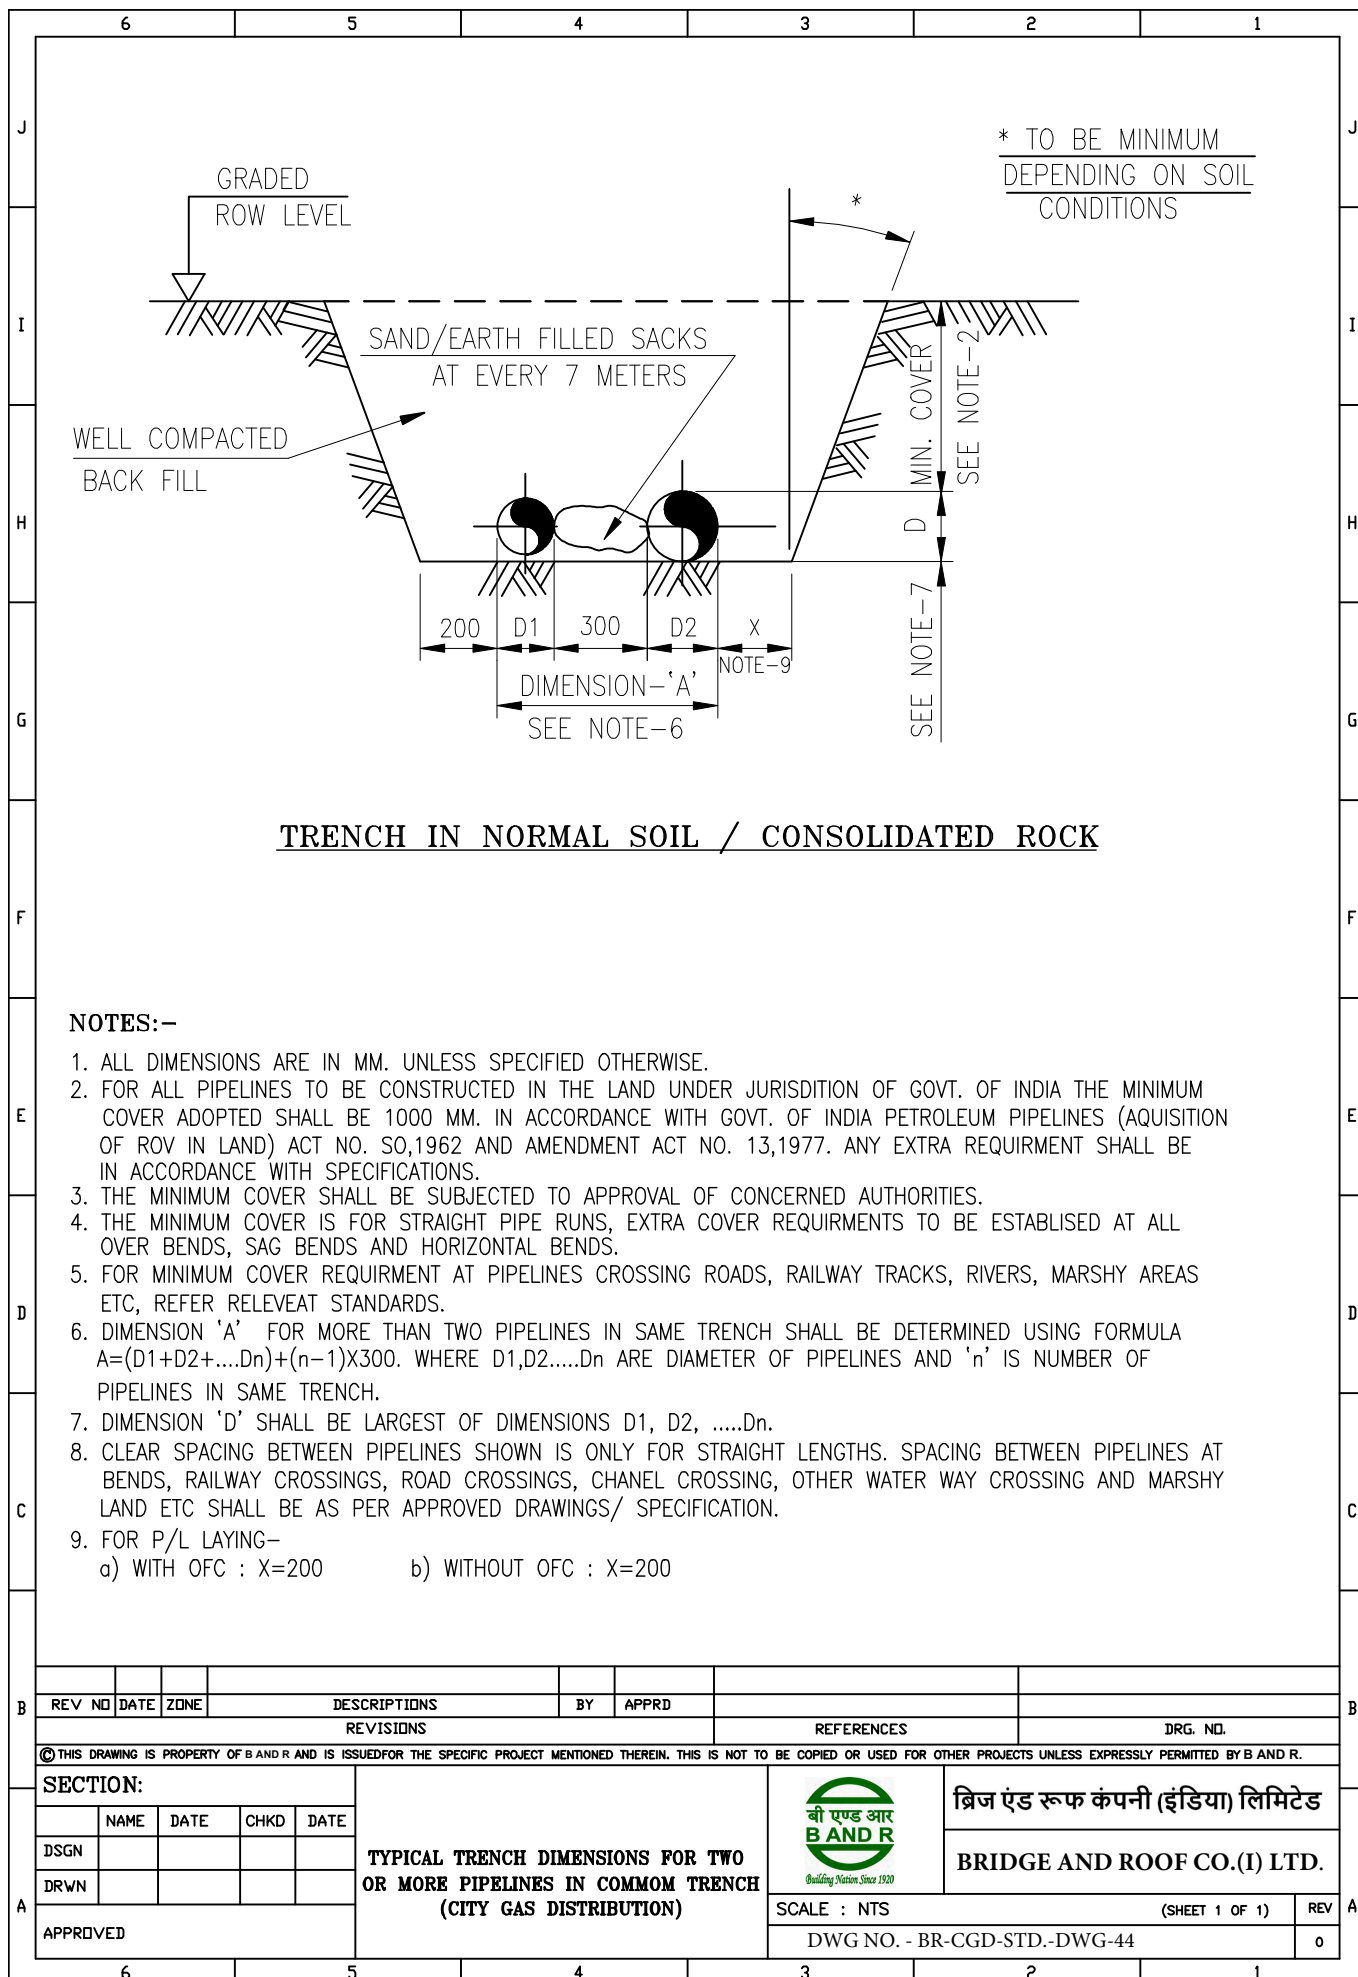 6 5 4 3 2 1
J J
* TO BE MINIMUM
DEPENDING ON SOIL
CONDITIONS
GRADED
ROW LEVEL
*
I I
SAND/EARTH FILLED SACKS
AT EVERY 7 METERS
MIN. COVER
SEE NOTE-2
WELL COMPACTED
BACK FILL
H H
D
SEE NOTE-7
200 D1 300 D2 X
NOTE-9
DIMENSION-'A'
SEE NOTE-6
G G
TRENCH IN NORMAL SOIL / CONSOLIDATED ROCK
F F
NOTES:-
1. ALL DIMENSIONS ARE IN MM. UNLESS SPECIFIED OTHERWISE.
2. FOR ALL PIPELINES TO BE CONSTRUCTED IN THE LAND UNDER JURISDITION OF GOVT. OF INDIA THE MINIMUM
COVER ADOPTED SHALL BE 1000 MM. IN ACCORDANCE WITH GOVT. OF INDIA PETROLEUM PIPELINES (AQUISITION
OF ROV IN LAND) ACT NO. SO,1962 AND AMENDMENT ACT NO. 13,1977. ANY EXTRA REQUIRMENT SHALL BE
IN ACCORDANCE WITH SPECIFICATIONS.
3. THE MINIMUM COVER SHALL BE SUBJECTED TO APPROVAL OF CONCERNED AUTHORITIES.
4. THE MINIMUM COVER IS FOR STRAIGHT PIPE RUNS, EXTRA COVER REQUIRMENTS TO BE ESTABLISED AT ALL
OVER BENDS, SAG BENDS AND HORIZONTAL BENDS.
5. FOR MINIMUM COVER REQUIRMENT AT PIPELINES CROSSING ROADS, RAILWAY TRACKS, RIVERS, MARSHY AREAS
ETC, REFER RELEVEAT STANDARDS.
6. DIMENSION 'A' FOR MORE THAN TWO PIPELINES IN SAME TRENCH SHALL BE DETERMINED USING FORMULA
A=(D1+D2+....Dn)+(n-1)X300. WHERE D1,D2.....Dn ARE DIAMETER OF PIPELINES AND 'n' IS NUMBER OF
PIPELINES IN SAME TRENCH.
7. DIMENSION 'D' SHALL BE LARGEST OF DIMENSIONS D1, D2, .....Dn.
8. CLEAR SPACING BETWEEN PIPELINES SHOWN IS ONLY FOR STRAIGHT LENGTHS. SPACING BETWEEN PIPELINES AT
BENDS, RAILWAY CROSSINGS, ROAD CROSSINGS, CHANEL CROSSING, OTHER WATER WAY CROSSING AND MARSHY
LAND ETC SHALL BE AS PER APPROVED DRAWINGS/ SPECIFICATION.
9. FOR P/L LAYING-
a) WITH OFC : X=200 b) WITHOUT OFC : X=200
E E
D D
C C
B B
REV NO DATE ZONE DESCRIPTIONS BY APPRD
REVISIONS REFERENCES DRG. NO.
© THIS DRAWING IS PROPERTY OF B AND R AND IS ISSUEDFOR THE SPECIFIC PROJECT MENTIONED THEREIN. THIS IS NOT TO BE COPIED OR USED FOR OTHER PROJECTS UNLESS EXPRESSLY PERMITTED BY B AND R.
SECTION:
NAME DATE CHKD DATE
DSGN
DRWN
APPROVED
TYPICAL TRENCH DIMENSIONS FOR TWO
OR MORE PIPELINES IN COMMOM TRENCH
(CITY GAS DISTRIBUTION)
बी एण्ड आर
B AND R
Building Nation Since 1920
ब्रिज एंड रूफ कंपनी (इंडिया) लिमिटेड
BRIDGE AND ROOF CO.(I) LTD.
SCALE : NTS (SHEET 1 OF 1) REV
DWG NO. - BR-CGD-STD.-DWG-44 0
A A
6 5 4 3 2 1